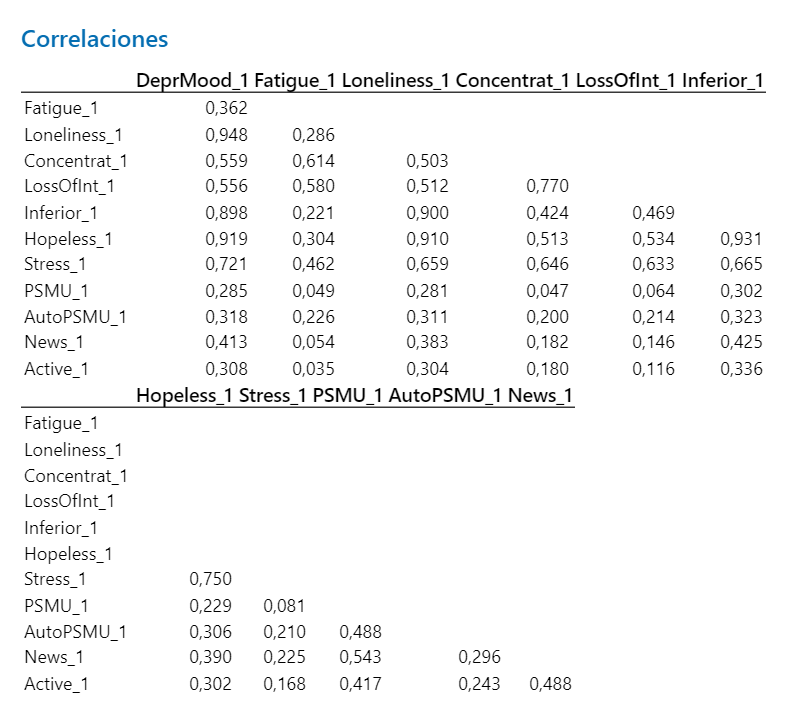 Correlaciones
DeprMood_1 Fatigue_1 Loneliness_1 Concentrat_1 LossOfInt_1 Inferior_1
Fatigue_1 0,362
Loneliness_1 0,948 0,286
Concentrat_1 0,559 0,614 0,503
LossOfInt_1 0,556 0,580 0,512 0,770
Inferior_1 0,898 0,221 0,900 0,424 0,469
Hopeless_1 0,919 0,304 0,910 0,513 0,534 0,931
Stress_1 0,721 0,462 0,659 0,646 0,633 0,665
PSMU_1 0,285 0,049 0,281 0,047 0,064 0,302
AutoPSMU_1 0,318 0,226 0,311 0,200 0,214 0,323
News_1 0,413 0,054 0,383 0,182 0,146 0,425
Active_1 0,308 0,035 0,304 0,180 0,116 0,336
Hopeless_1 Stress_1 PSMU_1 AutoPSMU_1 News_1
Fatigue_1
Loneliness_1
Concentrat_1
LossOfInt_1
Inferior_1
Hopeless_1
Stress_1 0,750
PSMU_1 0,229 0,081
AutoPSMU_1 0,306 0,210 0,488
News_1 0,390 0,225 0,543 0,296
Active_1 0,302 0,168 0,417 0,243 0,488